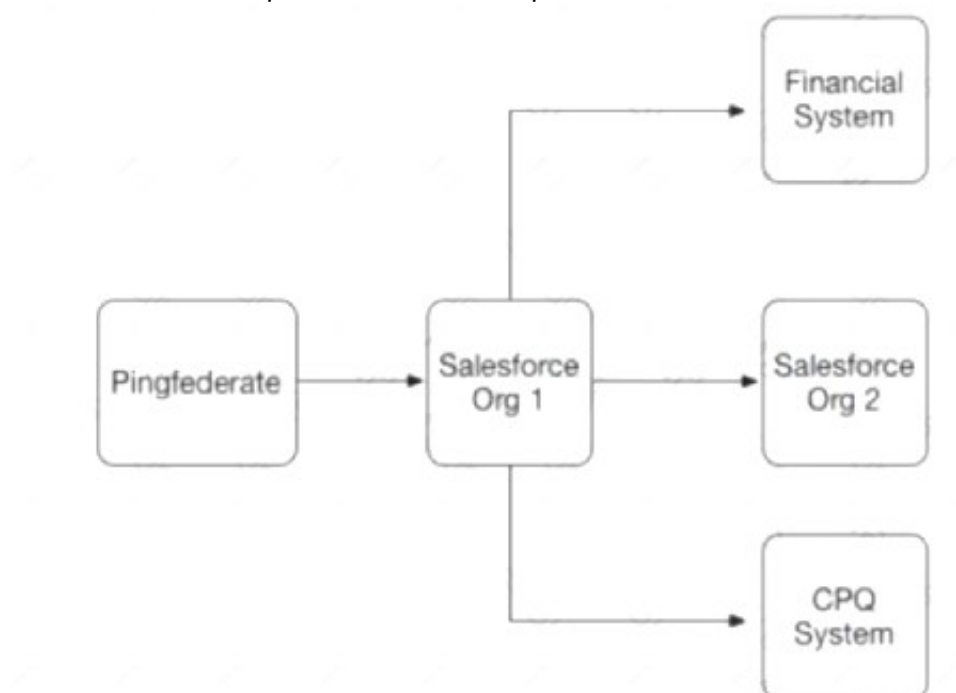 Financial
System
Pingfederate
Salesforce
Org 1
Salesforce
Org 2
CPQ
System